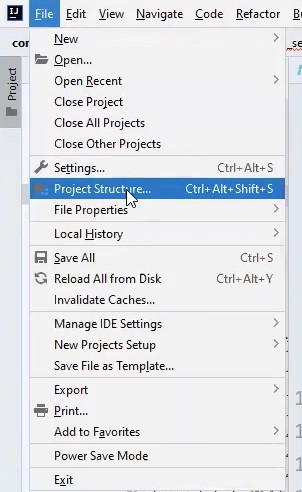 IJ File Edit View Navigate Code Refactor B
con
Project
New
Open...
Open Recent
Close Project
Close All Projects
Close Other Projects
Settings... Ctrl+Alt+S
Project Structure... Ctrl+Alt+Shift+S
File Properties
Local History
Save All Ctrl+S
Reload All from Disk Ctrl+Alt+Y
Invalidate Caches...
Manage IDE Settings
New Projects Setup
Save File as Template...
Export
Print...
Add to Favorites
Power Save Mode
Exit